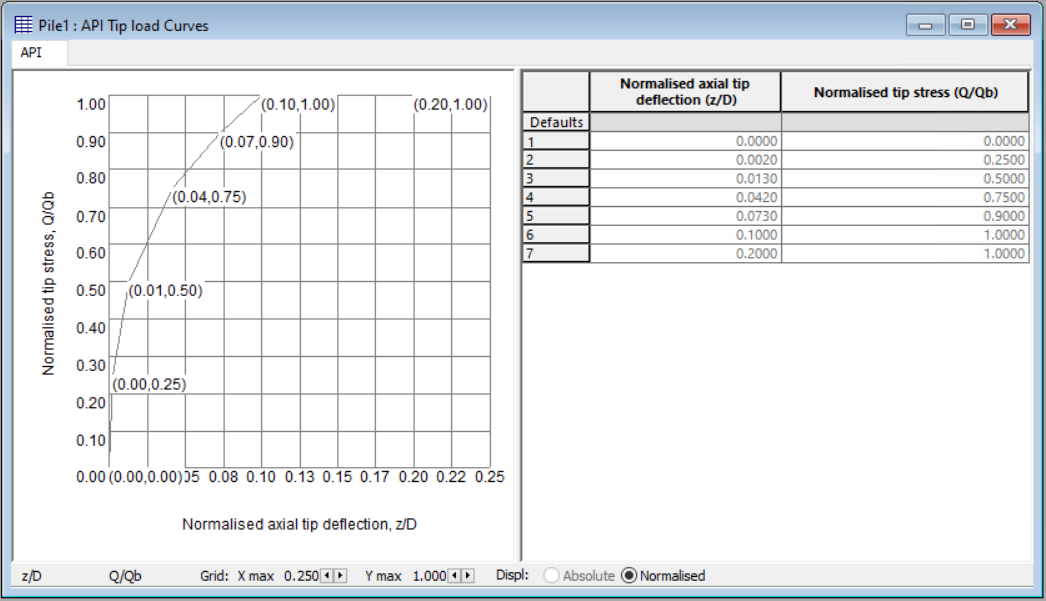 Pile1 : API Tip load Curves
API
Normalised tip stress, Q/Qb
1.00
0.90
0.80
0.70
0.60
0.50
0.40
0.30
0.20
0.10
0.00
(0.10,1.00)
(0.20,1.00)
(0.07,0.90)
(0.04,0.75)
(0.01,0.50)
(0.00,0.25)
(0.00,0.00)
05 0.08 0.10 0.13 0.15 0.17 0.20 0.22 0.25
Normalised axial tip deflection, z/D
Normalised axial tip
deflection (z/D)
Normalised tip stress (Q/Qb)
Defaults
1 0.0000 0.0000
2 0.0020 0.2500
3 0.0130 0.5000
4 0.0420 0.7500
5 0.0730 0.9000
6 0.1000 1.0000
7 0.2000 1.0000
z/D Q/Qb Grid: X max 0.250 Y max 1.000 Displ: Absolute Normalised